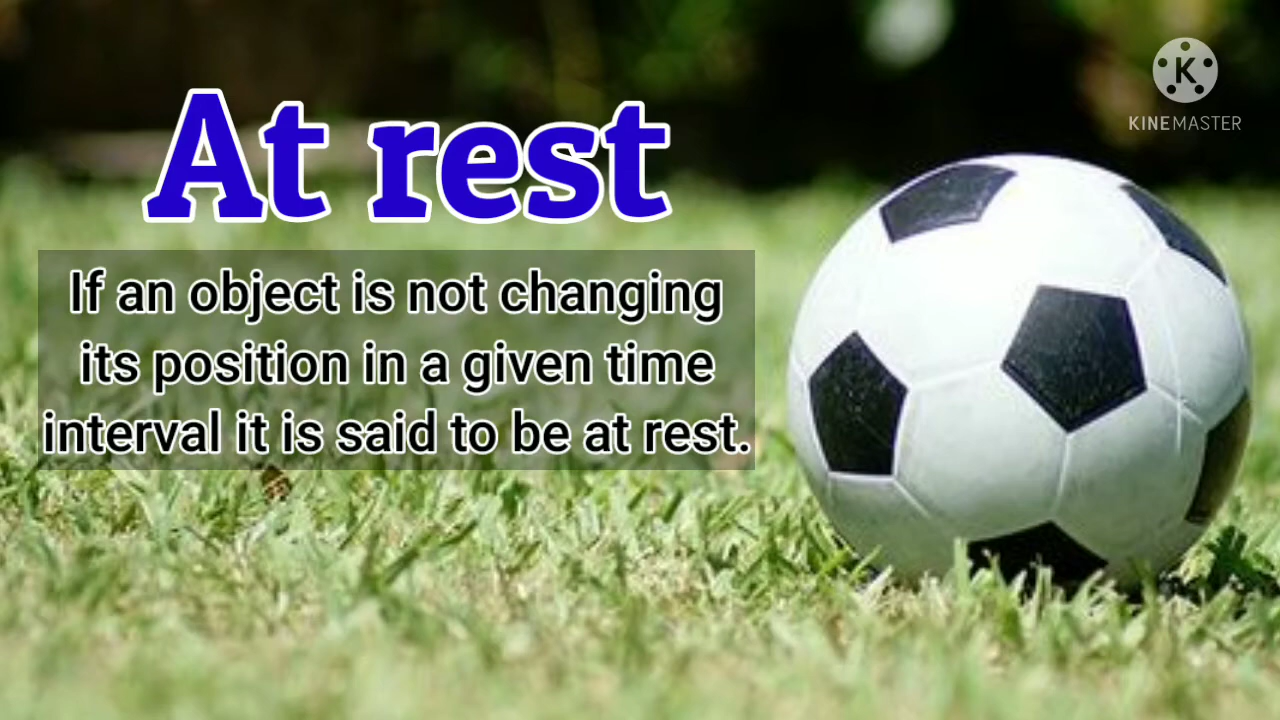 K
KINEMASTER
At rest
If an object is not changing
its position in a given time
interval it is said to be at rest.